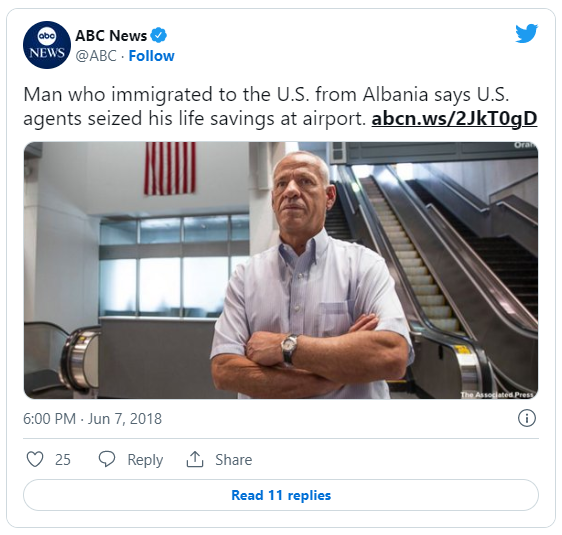 abc
NEWS
ABC News
@ABC · Follow
Man who immigrated to the U.S. from Albania says U.S.
agents seized his life savings at airport. abcn.ws/2JkT0gD
The Associated Press
6:00 PM · Jun 7, 2018
25 Reply Share
Read 11 replies